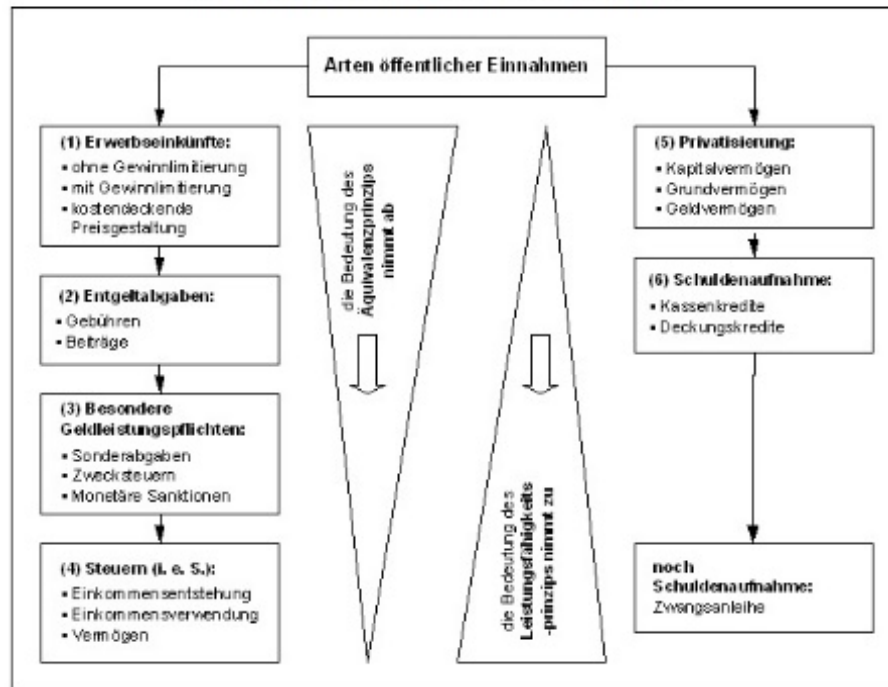 Arten öffentlicher Einnahmen
(1) Erwerbseinkünfte:
▪ ohne Gewinnlimitierung
▪ mit Gewinnlimitierung
▪ kostendeckende
Preisgestaltung
(2) Entgeltabgaben:
▪ Gebühren
▪ Beiträge
(3) Besondere
Geldleistungspflichten:
▪ Sonderabgaben
▪ Zwecksteuern
▪ Monetäre Sanktionen
(4) Steuern (i. e. S.):
▪ Einkommensentstehung
▪ Einkommensverwendung
▪ Vermögen
die Bedeutung des
Äquivalenzprinzips
nimmt ab
die Bedeutung des
Leistungsfähigkeits
-prinzips nimmt zu
(5) Privatisierung:
▪ Kapitalvermögen
▪ Grundvermögen
▪ Geldvermögen
(6) Schuldenaufnahme:
▪ Kassenkredite
▪ Deckungskredite
noch
Schuldenaufnahme:
Zwangsanleihe